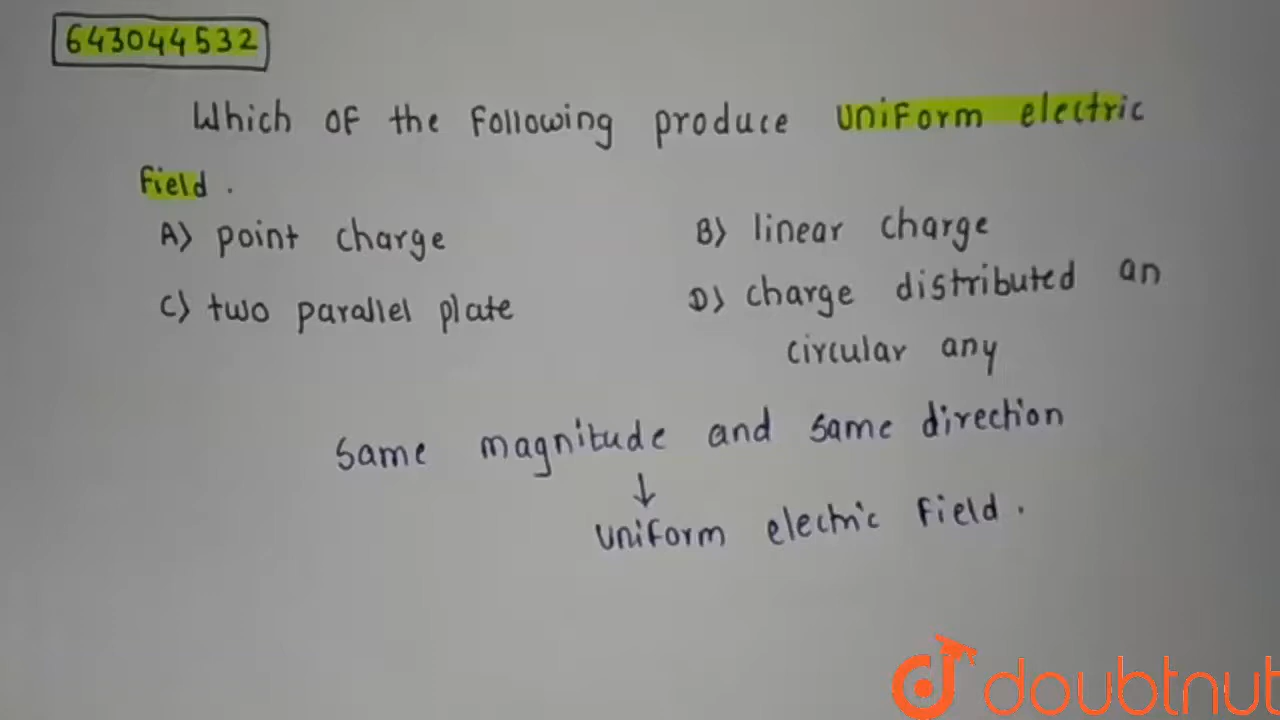 643044532
Which of the following produce uniform electric
field.
A) point charge
B) linear charge
C) two parallel plate
D) charge distributed an
circular any
same magnitude and same direction
↓
uniform electric field.
doubtnut